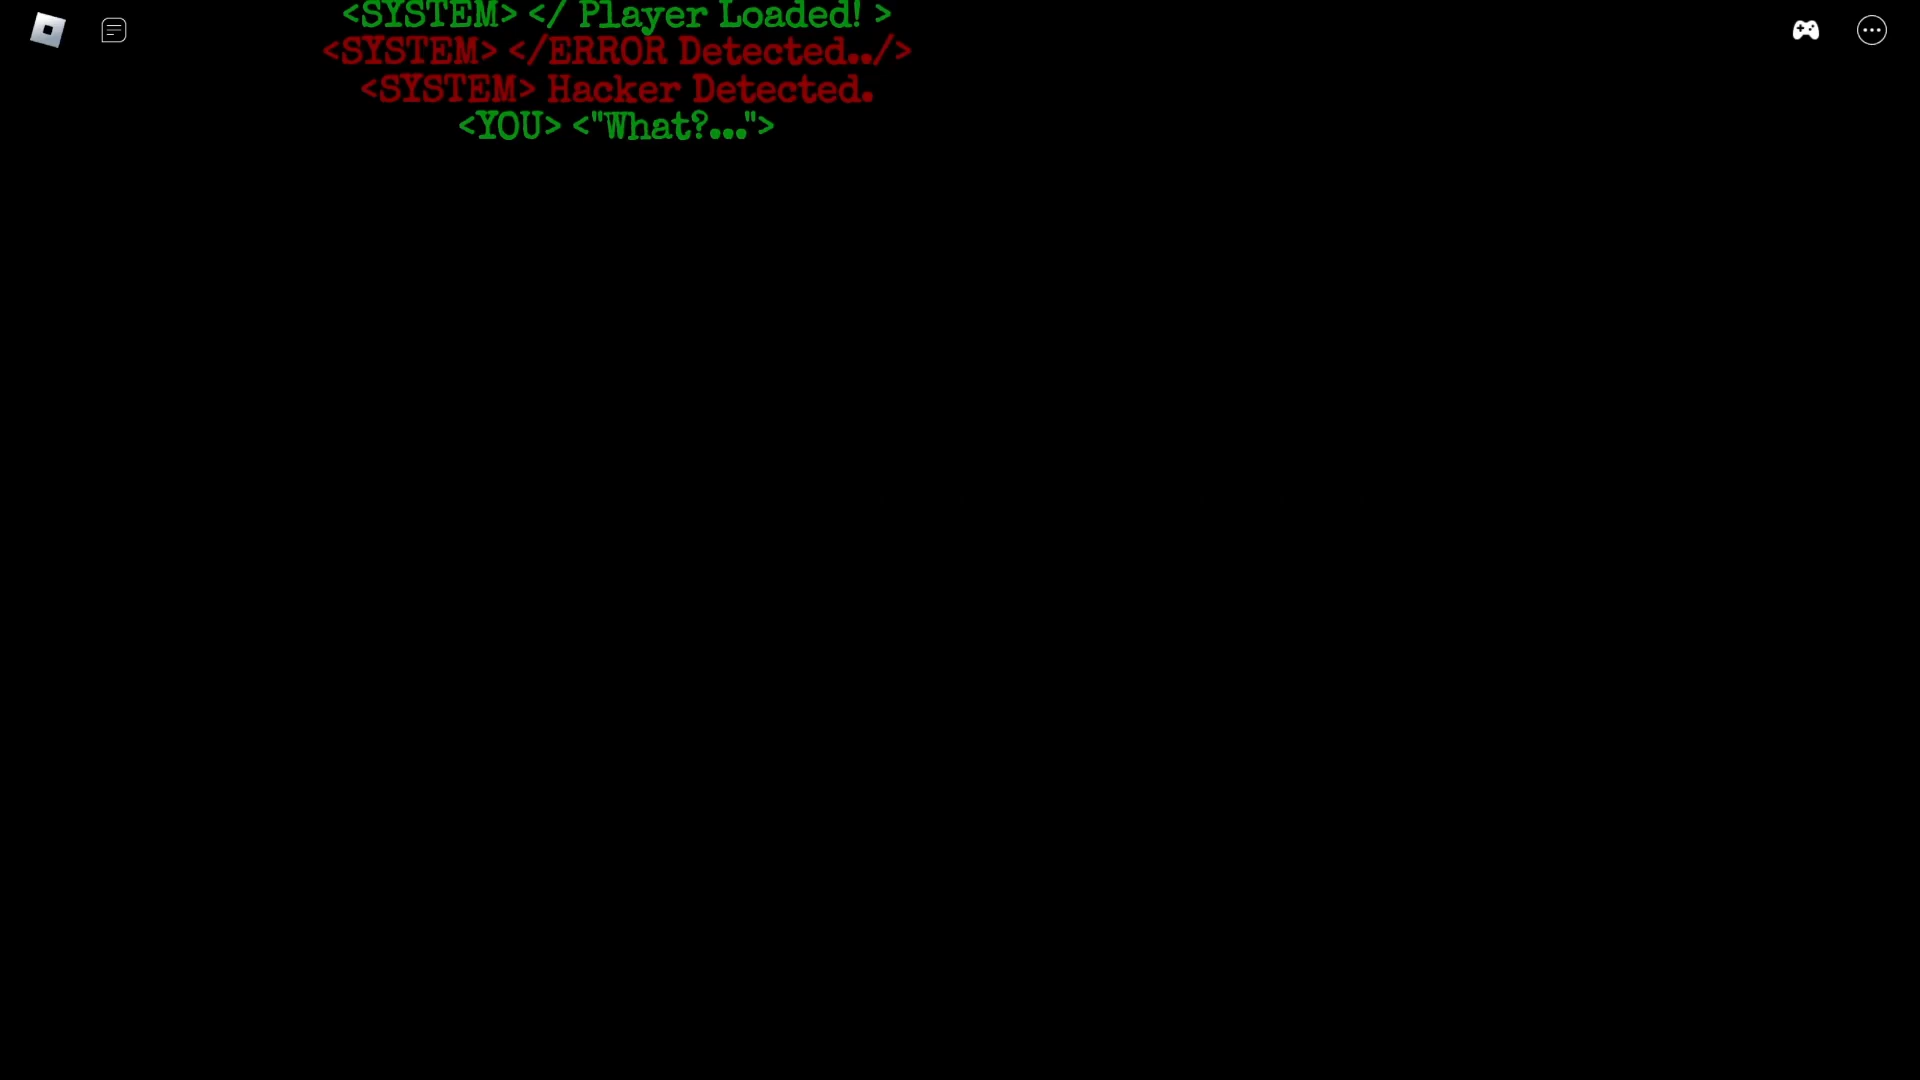 <SYSTEM> </ Player Loaded! >
<SYSTEM> </ERROR Detected../>
<SYSTEM> Hacker Detected.
<YOU> <"What?...">